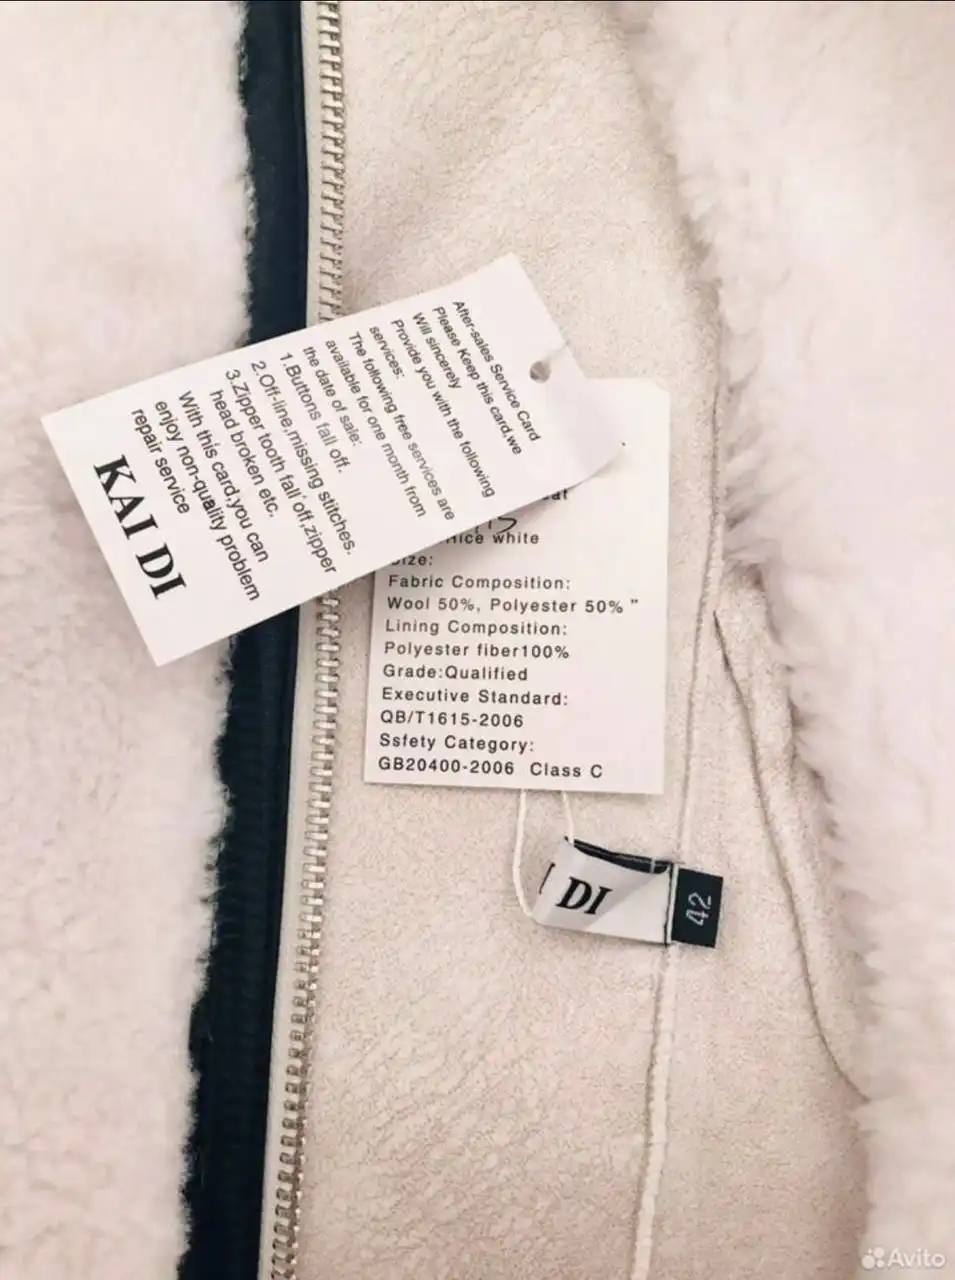 After-sales Service Card
Please Keep this card,we
Will sincerely
Provide you with the following
services:
The following free services are
available for one month from
the date of sale:
1.Buttons fall off.
2.Off-line,missing stitches.
3.Zipper tooth fall off,zipper
head broken etc.
With this card,you can
enjoy non-quality problem
repair service
KAI DI
white
Fabric Composition:
Wool 50%, Polyester 50% "
Lining Composition:
Polyester fiber100%
Grade:Qualified
Executive Standard:
QB/T1615-2006
Ssfety Category:
GB20400-2006 Class C
DI
42
Avito